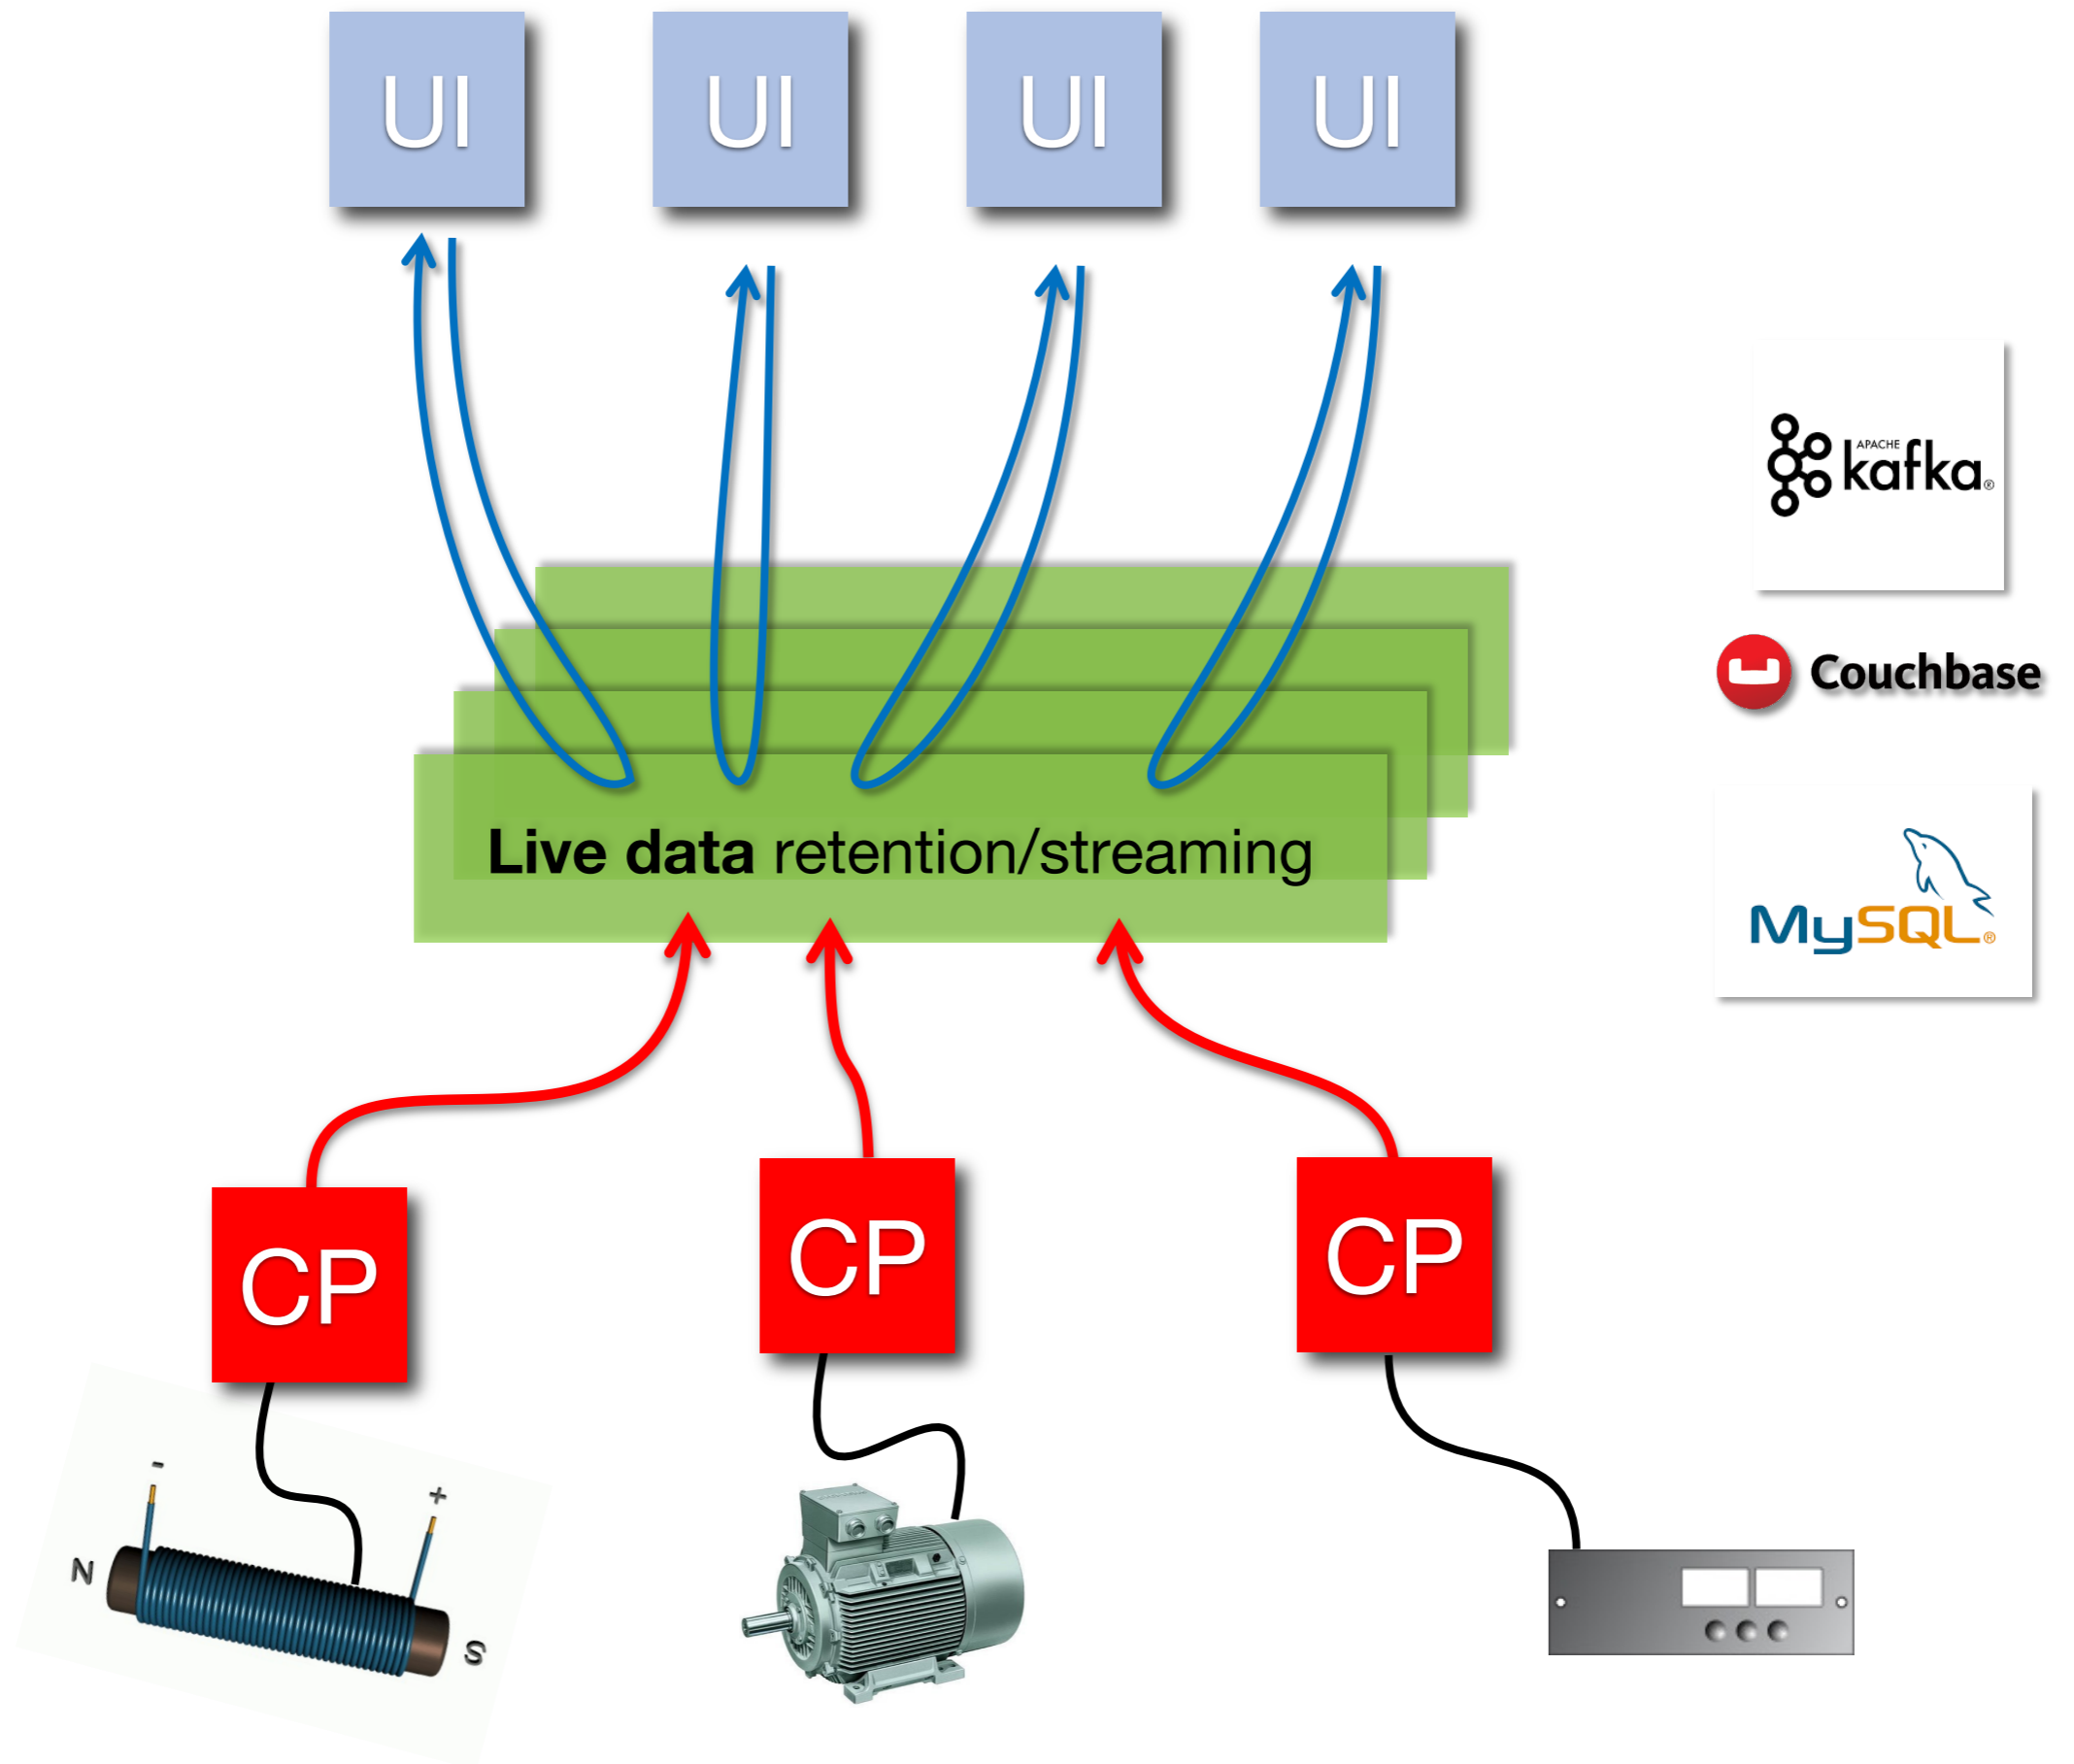 UI
UI
UI
UI
APACHE
kafka®
Couchbase
Live data retention/streaming
MySQL®
CP
CP
CP
-
+
N
S